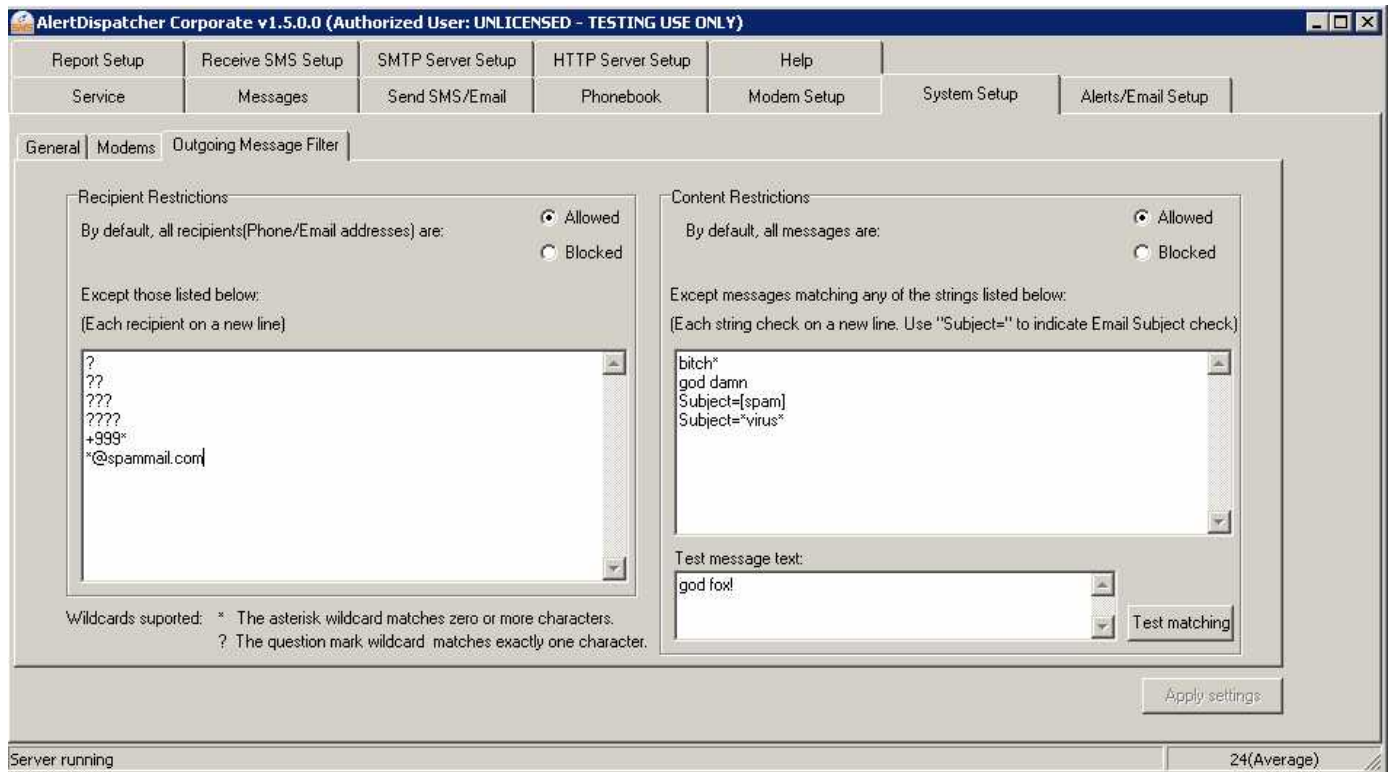 AlertDispatcher Corporate v1.5.0.0 (Authorized User: UNLICENSED - TESTING USE ONLY)
Report Setup Receive SMS Setup SMTP Server Setup HTTP Server Setup Help
Service Messages Send SMS/Email Phonebook Modem Setup System Setup Alerts/Email Setup
General Modems Outgoing Message Filter
Recipient Restrictions
By default, all recipients(Phone/Email addresses) are:
Allowed
Blocked
Except those listed below:
(Each recipient on a new line)
?
??
???
????
+999*
*@spammail.com
Wildcards suported: * The asterisk wildcard matches zero or more characters.
? The question mark wildcard matches exactly one character.
Content Restrictions
By default, all messages are:
Allowed
Blocked
Except messages matching any of the strings listed below:
(Each string check on a new line. Use "Subject=" to indicate Email Subject check)
bitch*
god damn
Subject=[spam]
Subject=*virus*
Test message text:
god fox!
Test matching
Apply settings
Server running
24(Average)